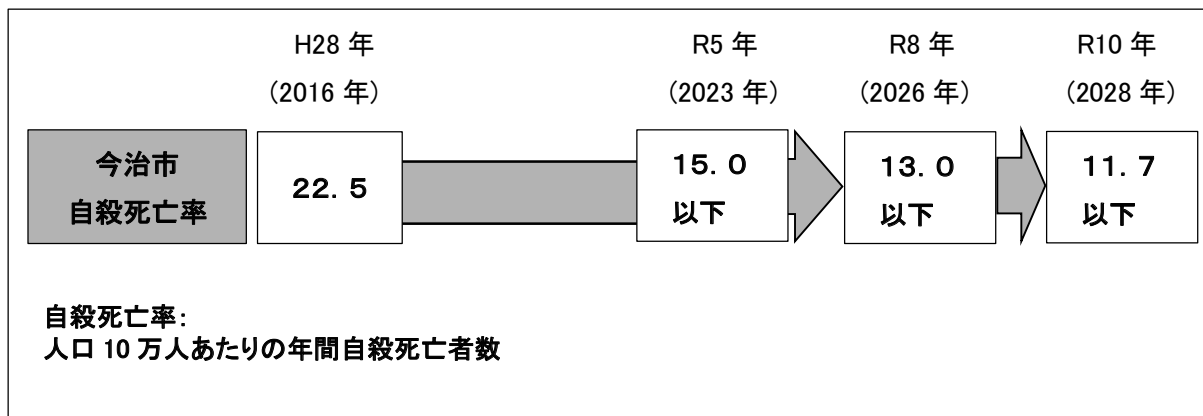 H28 年 R5 年 R8 年 R10 年
（2016 年） （2023 年） （2026 年） （2028 年）
今治市
自殺死亡率
２２．５
１５．０
以下
１３．０
以下
１１．７
以下
自殺死亡率：
人口 10 万人あたりの年間自殺死亡者数